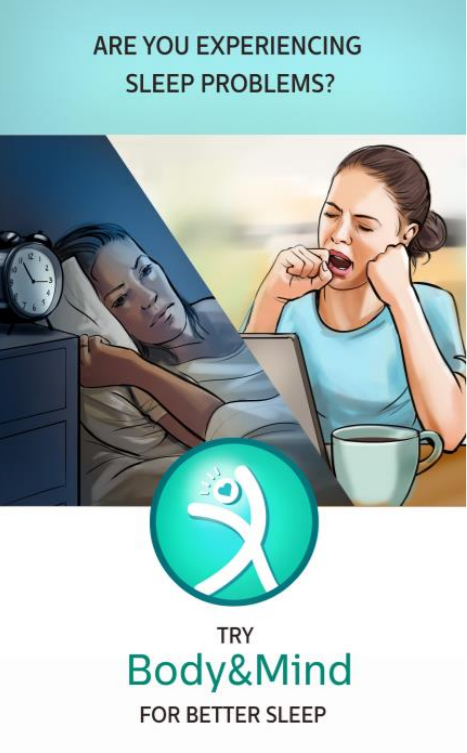 ARE YOU EXPERIENCING
SLEEP PROBLEMS?
TRY
Body&Mind
FOR BETTER SLEEP